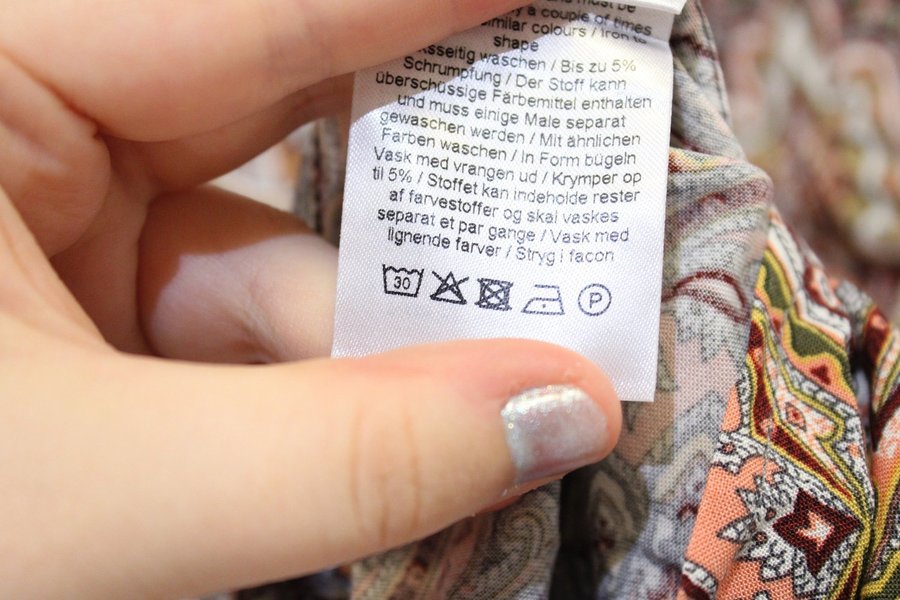 must be
a couple of times
similar colours / Iron to
shape
waschen / Bis zu 5%
Schrumpfung / Der Stoff kann
überschüssige Färbemittel enthalten
und muss einige Male separat
gewaschen werden / Mit ähnlichen
Farben waschen / In Form bügeln
Vask med vrangen ud / Krymper op
til 5% / Stoffet kan indeholde rester
af farvestoffer og skal vaskes
separat et par gange / Vask med
lignende farver / Stryg i facon
30 P